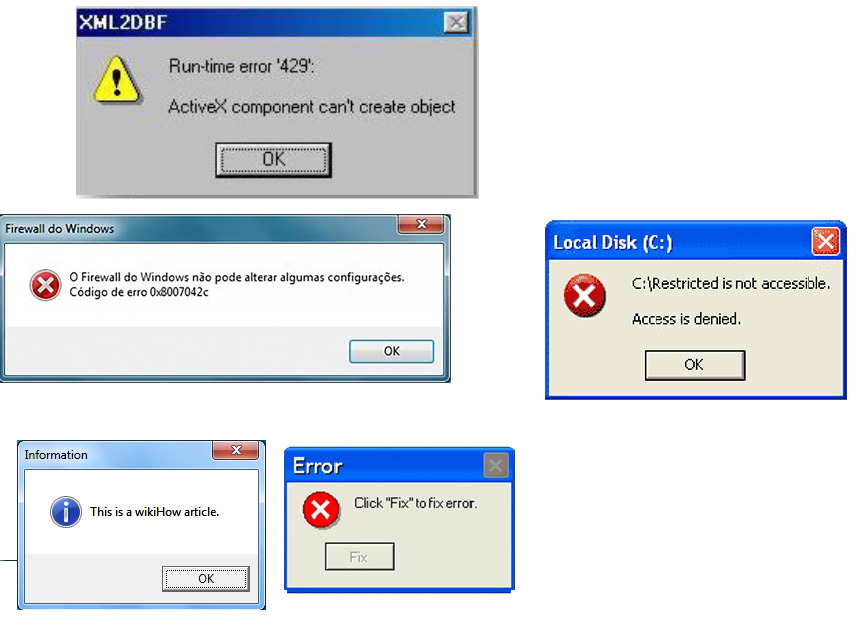 XML2DBF
Run-time error '429':
ActiveX component can't create object
OK
Firewall do Windows
O Firewall do Windows não pode alterar algumas configurações.
Código de erro 0x8007042c
OK
Local Disk (C:)
C:\Restricted is not accessible.
Access is denied.
OK
Information
This is a wikiHow article.
OK
Error
Click "Fix" to fix error.
Fix